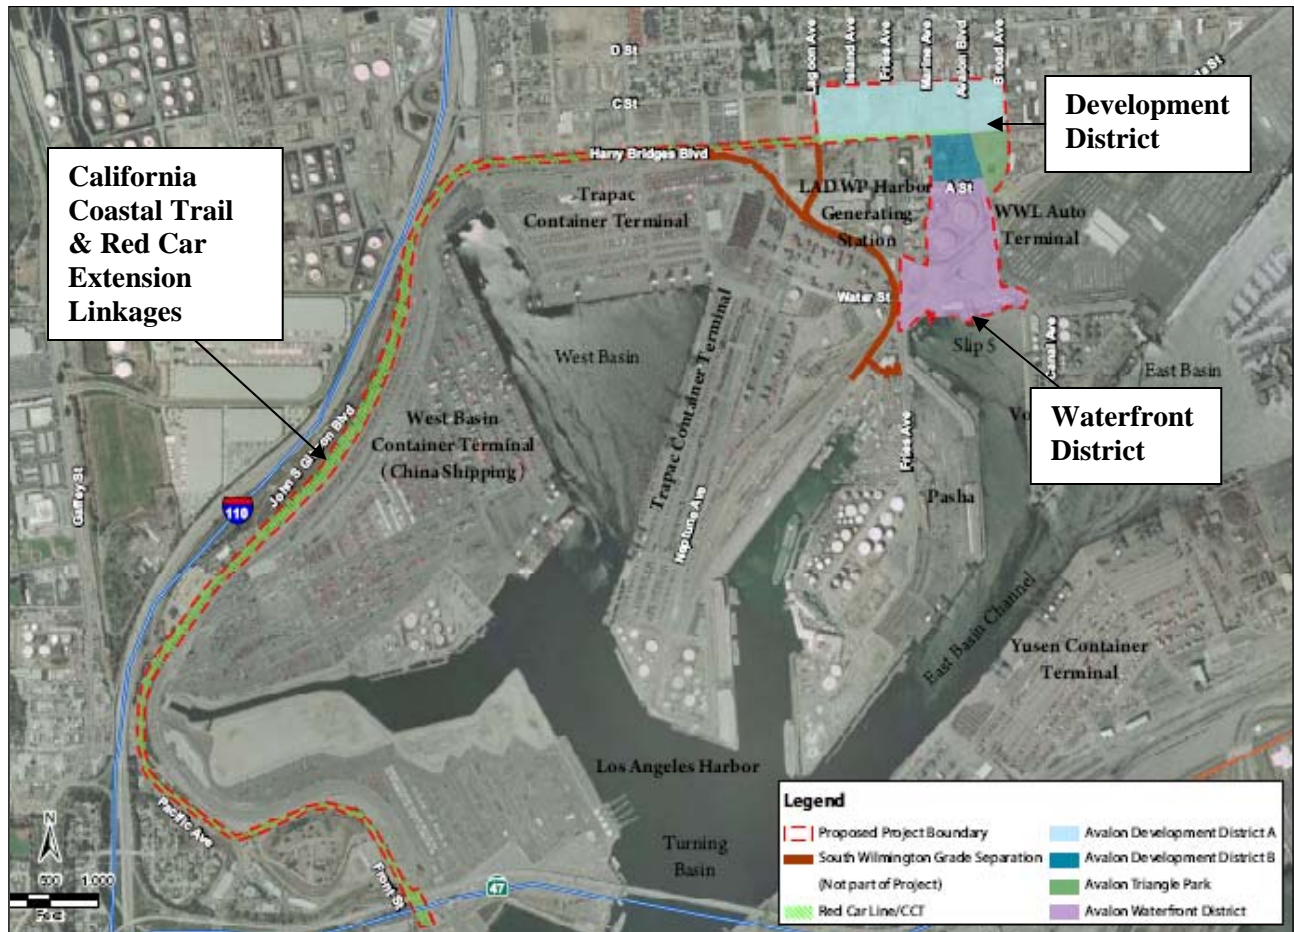 D St
C St
Lagoon Ave
Island Ave
Fries Ave
Marine Ave
Avalon Blvd
Broad Ave
Development
District
California
Coastal Trail
& Red Car
Extension
Linkages
Harry Bridges Blvd
Trapac
Container Terminal
LADWP Harbor
Generating
Station
A St
WWL Auto
Terminal
Water St
Slip 5
Canal Ave
East Basin
West Basin
Trapac Container Terminal
Waterfront
District
West Basin
Container Terminal
(China Shipping)
John S Gi on Blvd
Gaffey St
110
Neptune Ave
Fries Ave
Pasha
East Basin Channel
Yusen Container
Terminal
Los Angeles Harbor
Turning
Basin
Pacific Ave
Front St
47
N
500 1,000
Feet
Legend
Proposed Project Boundary
South Wilmington Grade Separation
(Not part of Project)
Red Car Line/CCT
Avalon Development District A
Avalon Development District B
Avalon Triangle Park
Avalon Waterfront District